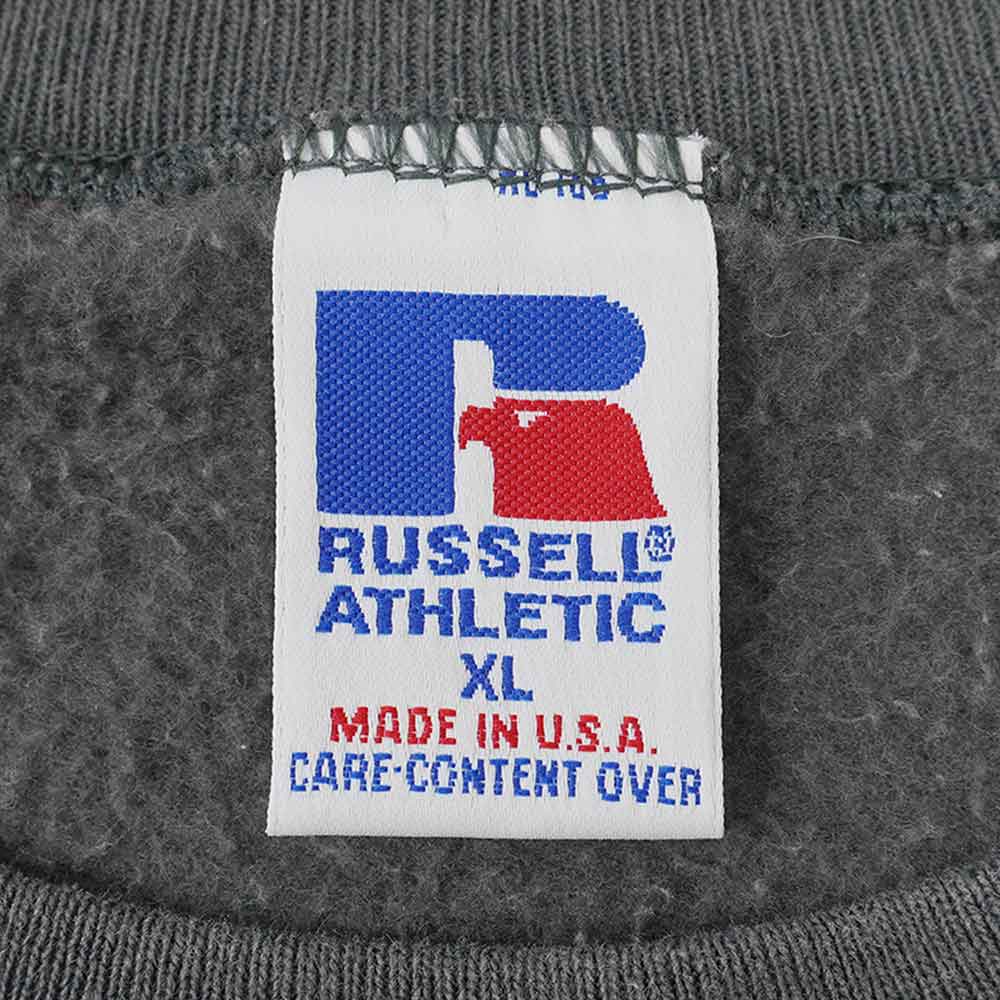 RUSSELL®
ATHLETIC
XL
MADE IN U.S.A.
CARE-CONTENT OVER